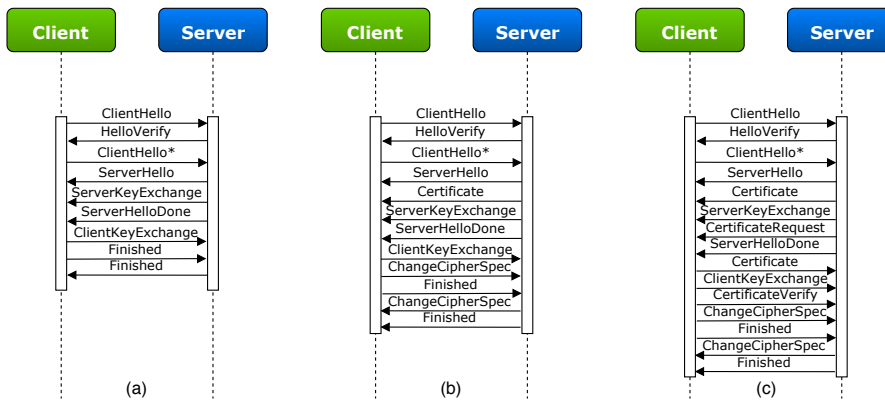 Client
Server
ClientHello
HelloVerify
ClientHello*
ServerHello
ServerKeyExchange
ServerHelloDone
ClientKeyExchange
Finished
Finished
(a)
Client
Server
ClientHello
HelloVerify
ClientHello*
ServerHello
Certificate
ServerKeyExchange
ServerHelloDone
ClientKeyExchange
ChangeCipherSpec
Finished
ChangeCipherSpec
Finished
(b)
Client
Server
ClientHello
HelloVerify
ClientHello*
ServerHello
Certificate
ServerKeyExchange
CertificateRequest
ServerHelloDone
Certificate
ClientKeyExchange
CertificateVerify
ChangeCipherSpec
Finished
ChangeCipherSpec
Finished
(c)